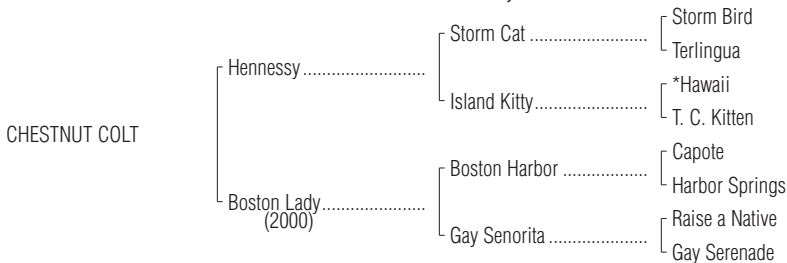 Storm Bird
Storm Cat ..........................
Terlingua
Hennessy ...........................
*Hawaii
Island Kitty.........................
T. C. Kitten
CHESTNUT COLT
Capote
Boston Harbor ...................
Harbor Springs
Boston Lady.......................
(2000)
Raise a Native
Gay Senorita .......................
Gay Serenade